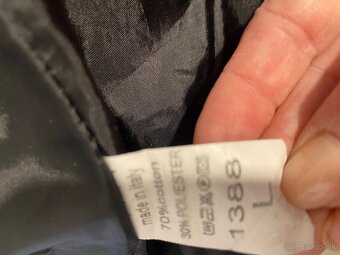 made in italy
70%cotton
30% POLIESTER
1388
L